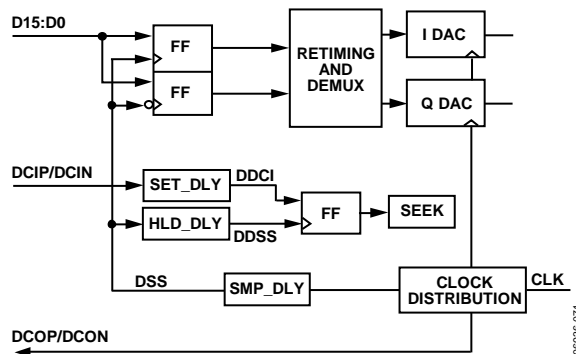 D15:D0
FF
FF
RETIMING
AND
DEMUX
I DAC
Q DAC
DCIP/DCIN
SET_DLY
DDCI
HLD_DLY
DDSS
FF
SEEK
DSS
SMP_DLY
CLOCK
DISTRIBUTION
CLK
DCOP/DCON